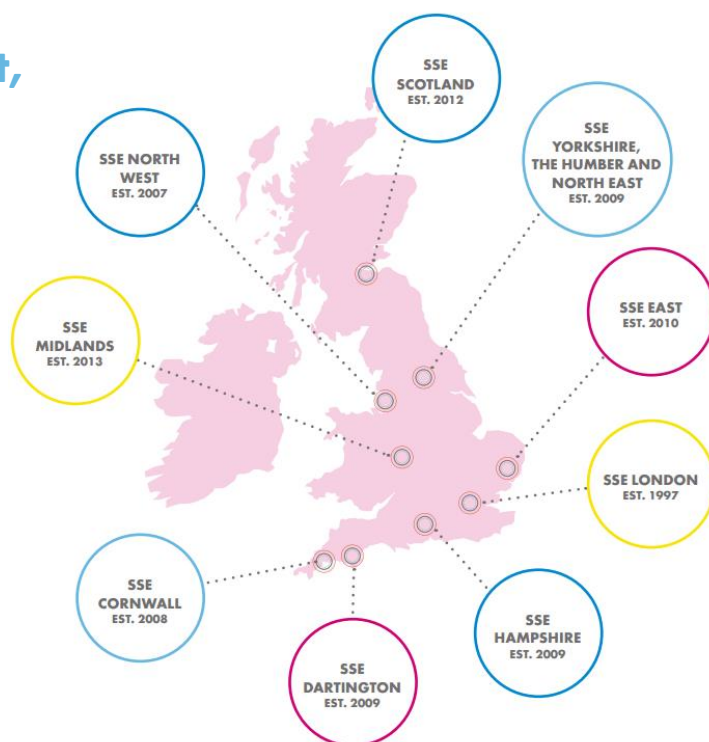 t,
SSE
SCOTLAND
EST. 2012
SSE
YORKSHIRE,
THE HUMBER AND
NORTH EAST
EST. 2009
SSE NORTH
WEST
EST. 2007
SSE EAST
EST. 2010
SSE
MIDLANDS
EST. 2013
SSE LONDON
EST. 1997
SSE
CORNWALL
EST. 2008
SSE
HAMPSHIRE
EST. 2009
SSE
DARTINGTON
EST. 2009